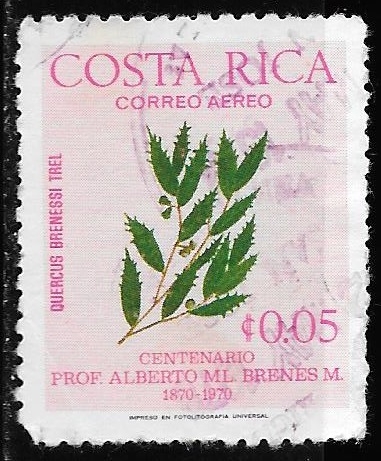 COSTA RICA
CORREO AEREO
QUERCUS BRENESSI TREL
¢0.05
CENTENARIO
PROF. ALBERTO ML. BRENES M.
1870-1970
IMPRESO EN FOTOLITOGRAFIA UNIVERSAL